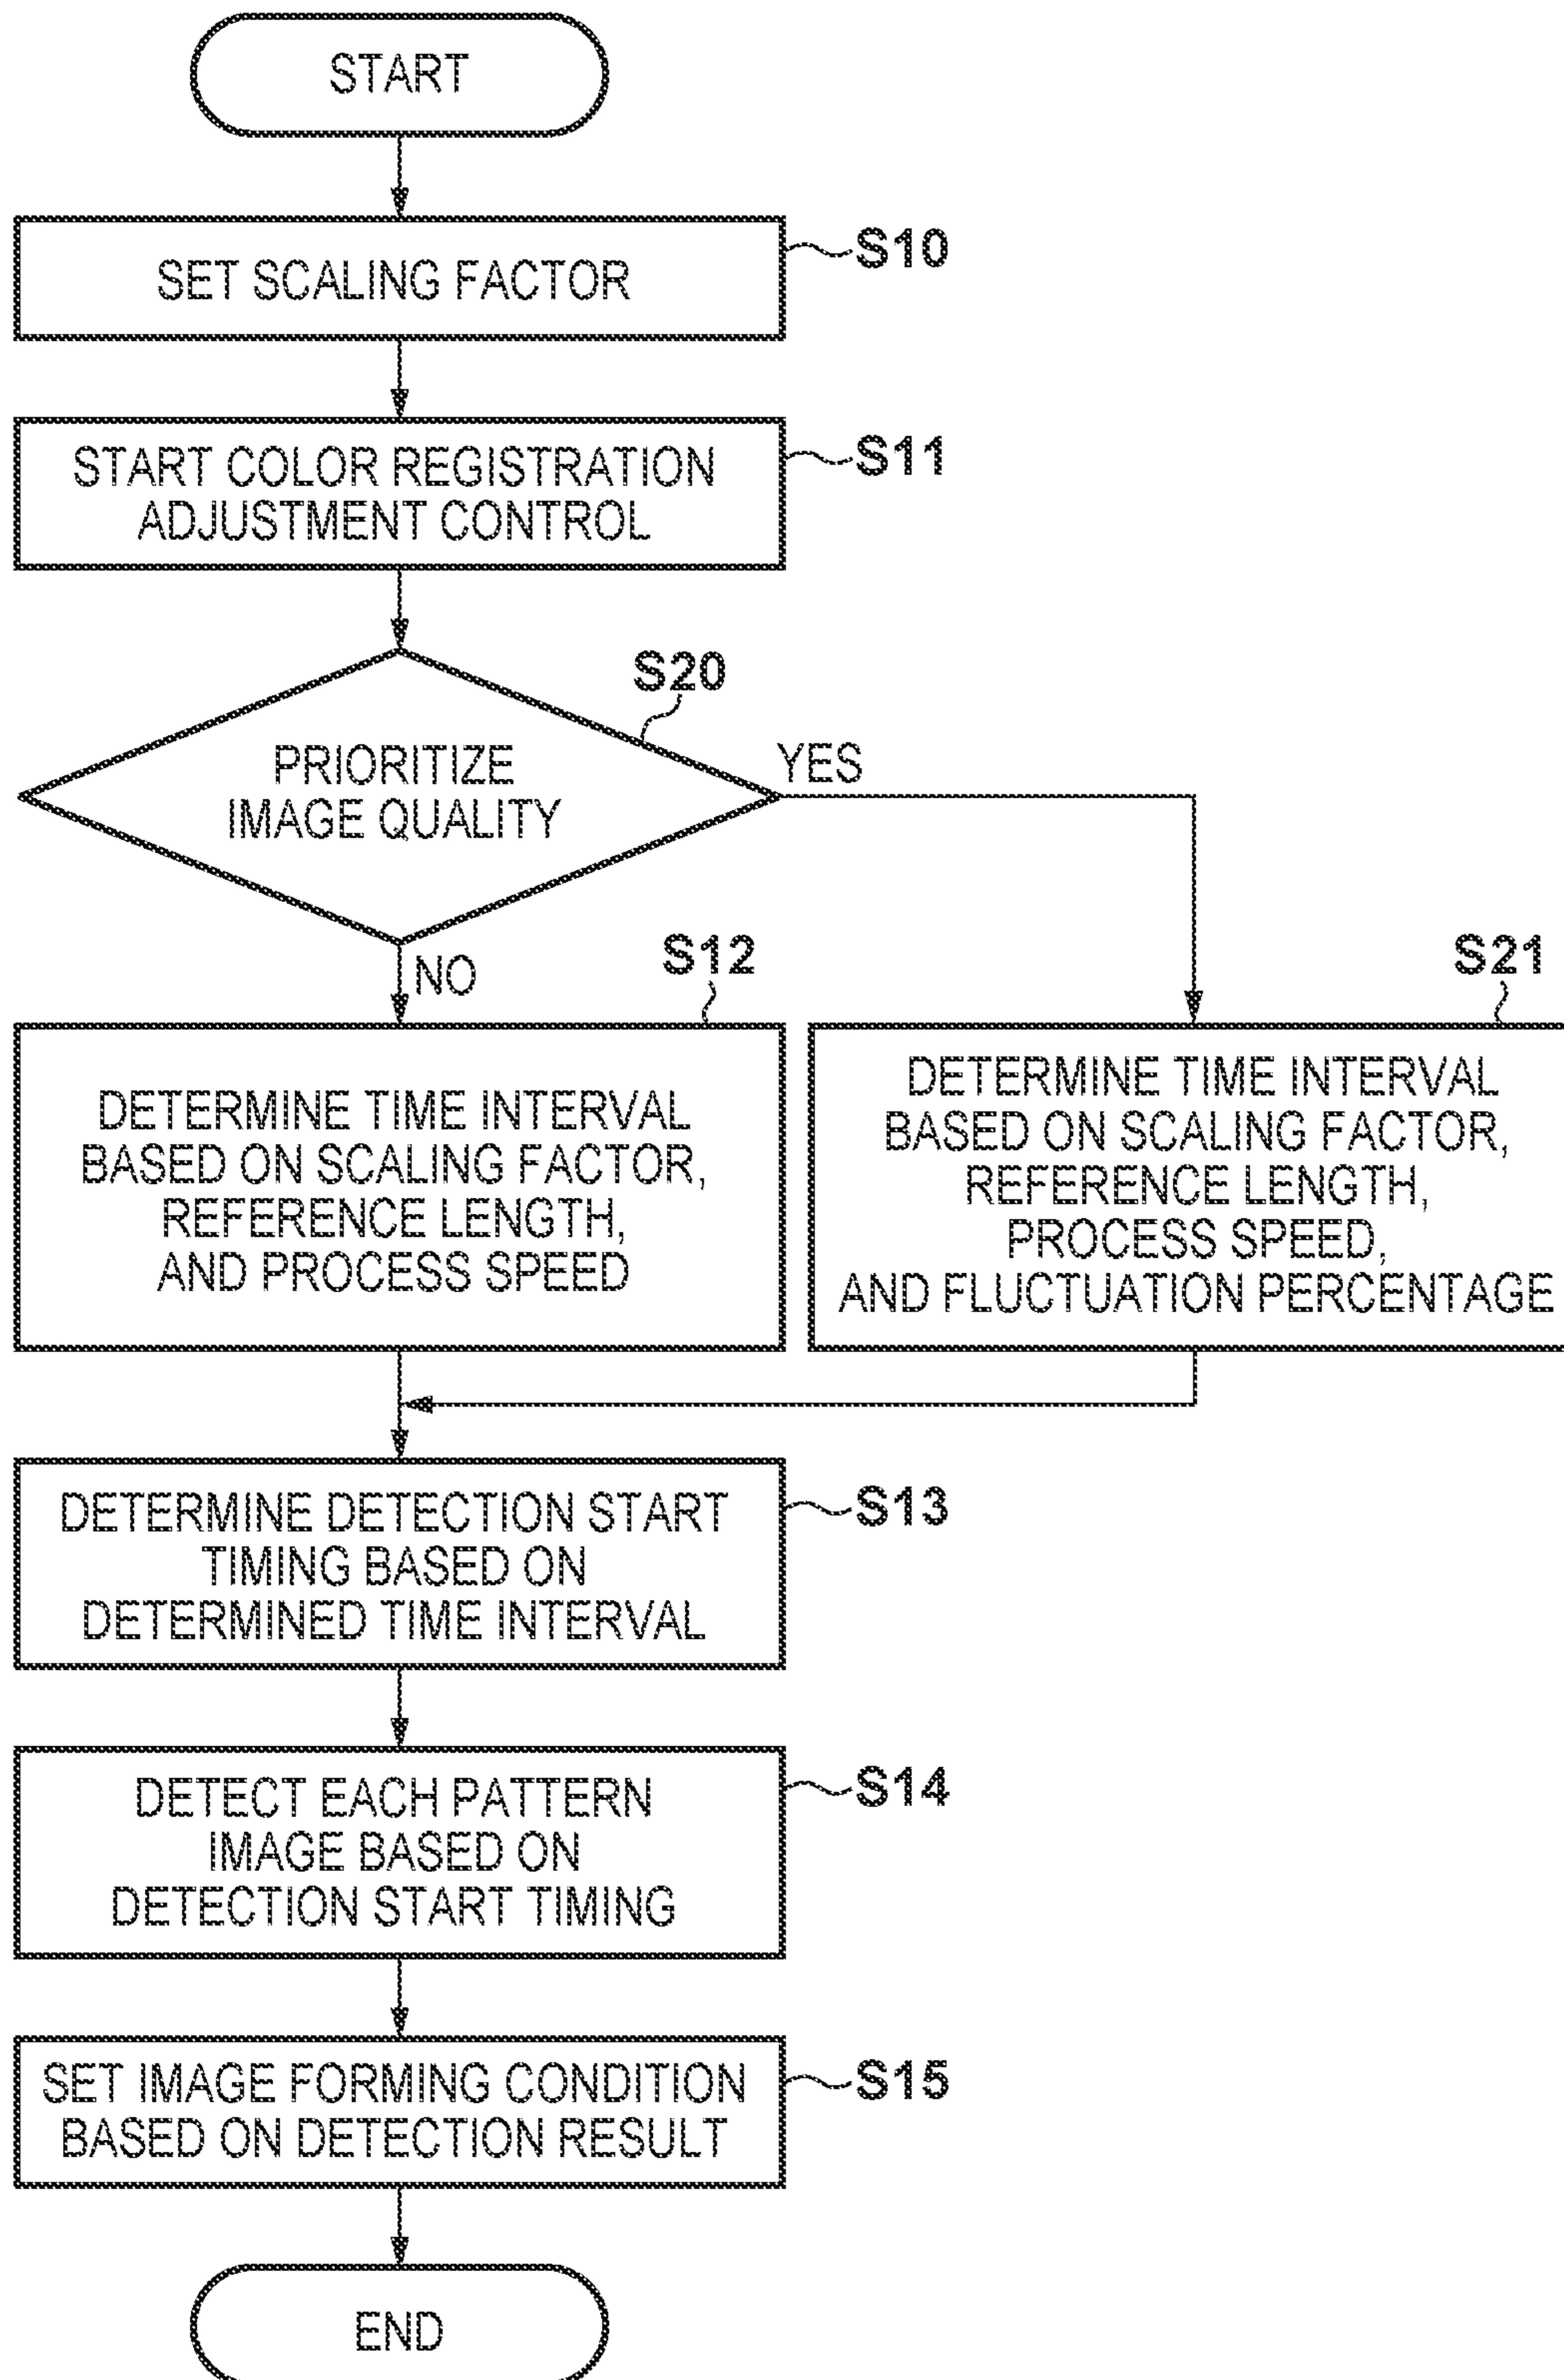 START
S10
SET SCALING FACTOR
S11
START COLOR REGISTRATION
ADJUSTMENT CONTROL
S20
PRIORITIZE
IMAGE QUALITY
YES
NO
S12
DETERMINE TIME INTERVAL
BASED ON SCALING FACTOR,
REFERENCE LENGTH,
AND PROCESS SPEED
S21
DETERMINE TIME INTERVAL
BASED ON SCALING FACTOR,
REFERENCE LENGTH,
PROCESS SPEED,
AND FLUCTUATION PERCENTAGE
S13
DETERMINE DETECTION START
TIMING BASED ON
DETERMINED TIME INTERVAL
S14
DETECT EACH PATTERN
IMAGE BASED ON
DETECTION START TIMING
S15
SET IMAGE FORMING CONDITION
BASED ON DETECTION RESULT
END